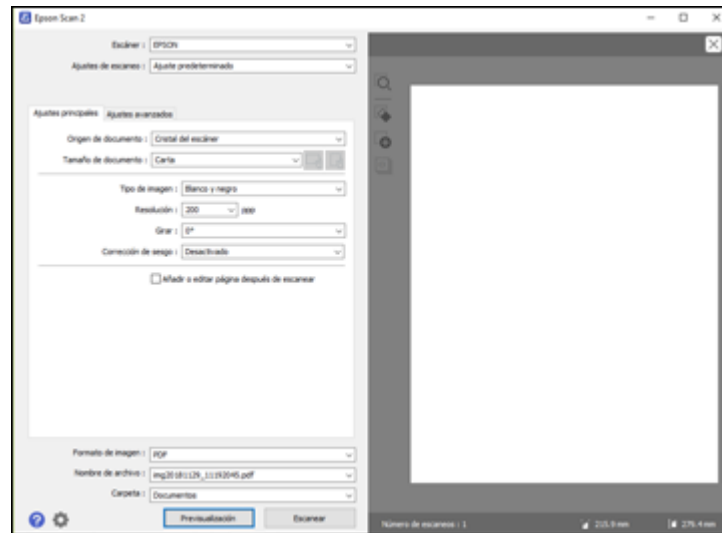 Epson Scan 2
Escáner : EPSON
Ajustes de escaneo : Ajuste predeterminado
Ajustes principales Ajustes avanzados
Origen de documento : Cristal del escáner
Tamaño de documento : Carta
Tipo de imagen : Blanco y negro
Resolución : 200 ppp
Girar : 0°
Corrección de sesgo : Desactivado
Añadir o editar página después de escanear
Formato de imagen : PDF
Nombre de archivo : img20181129_11192045.pdf
Carpeta : Documentos
Previsualización Escanear
Número de escaneos : 1 215.9 mm 279.4 mm